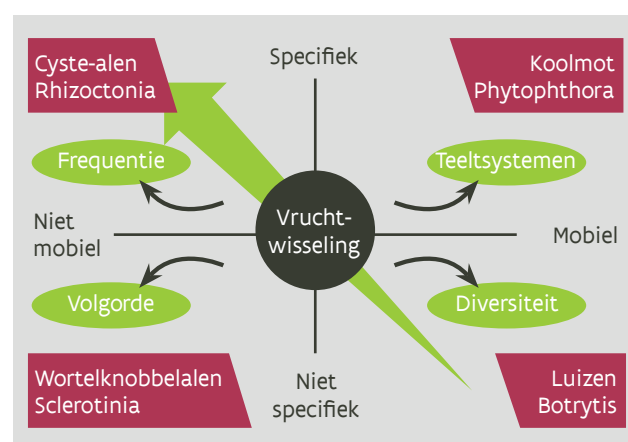 Cyste-alen
Rhizoctonia
Specifiek
Koolmot
Phytophthora
Frequentie
Teeltsystemen
Niet
mobiel
Vrucht-
wisseling
Mobiel
Volgorde
Diversiteit
Wortelknobbelalen
Sclerotinia
Niet
specifiek
Luizen
Botrytis